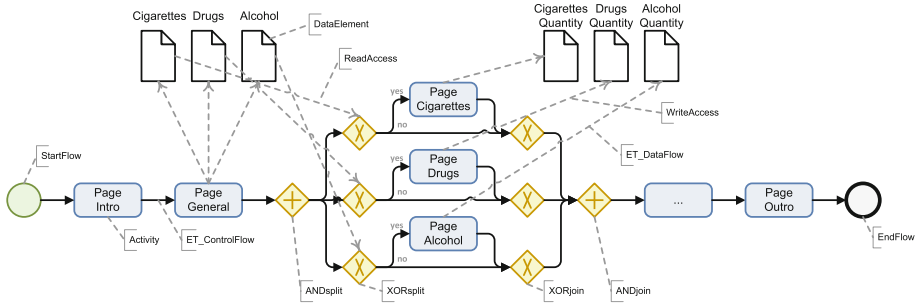 Cigarettes Drugs Alcohol
DataElement
ReadAccess
Cigarettes
Quantity
Drugs
Quantity
Alcohol
Quantity
WriteAccess
ET_DataFlow
StartFlow
Page
Intro
Page
General
Activity
ET_ControlFlow
yes
Page
Cigarettes
no
yes
Page
Drugs
no
yes
Page
Alcohol
no
...
Page
Outro
EndFlow
ANDsplit
XORsplit
XORjoin
ANDjoin